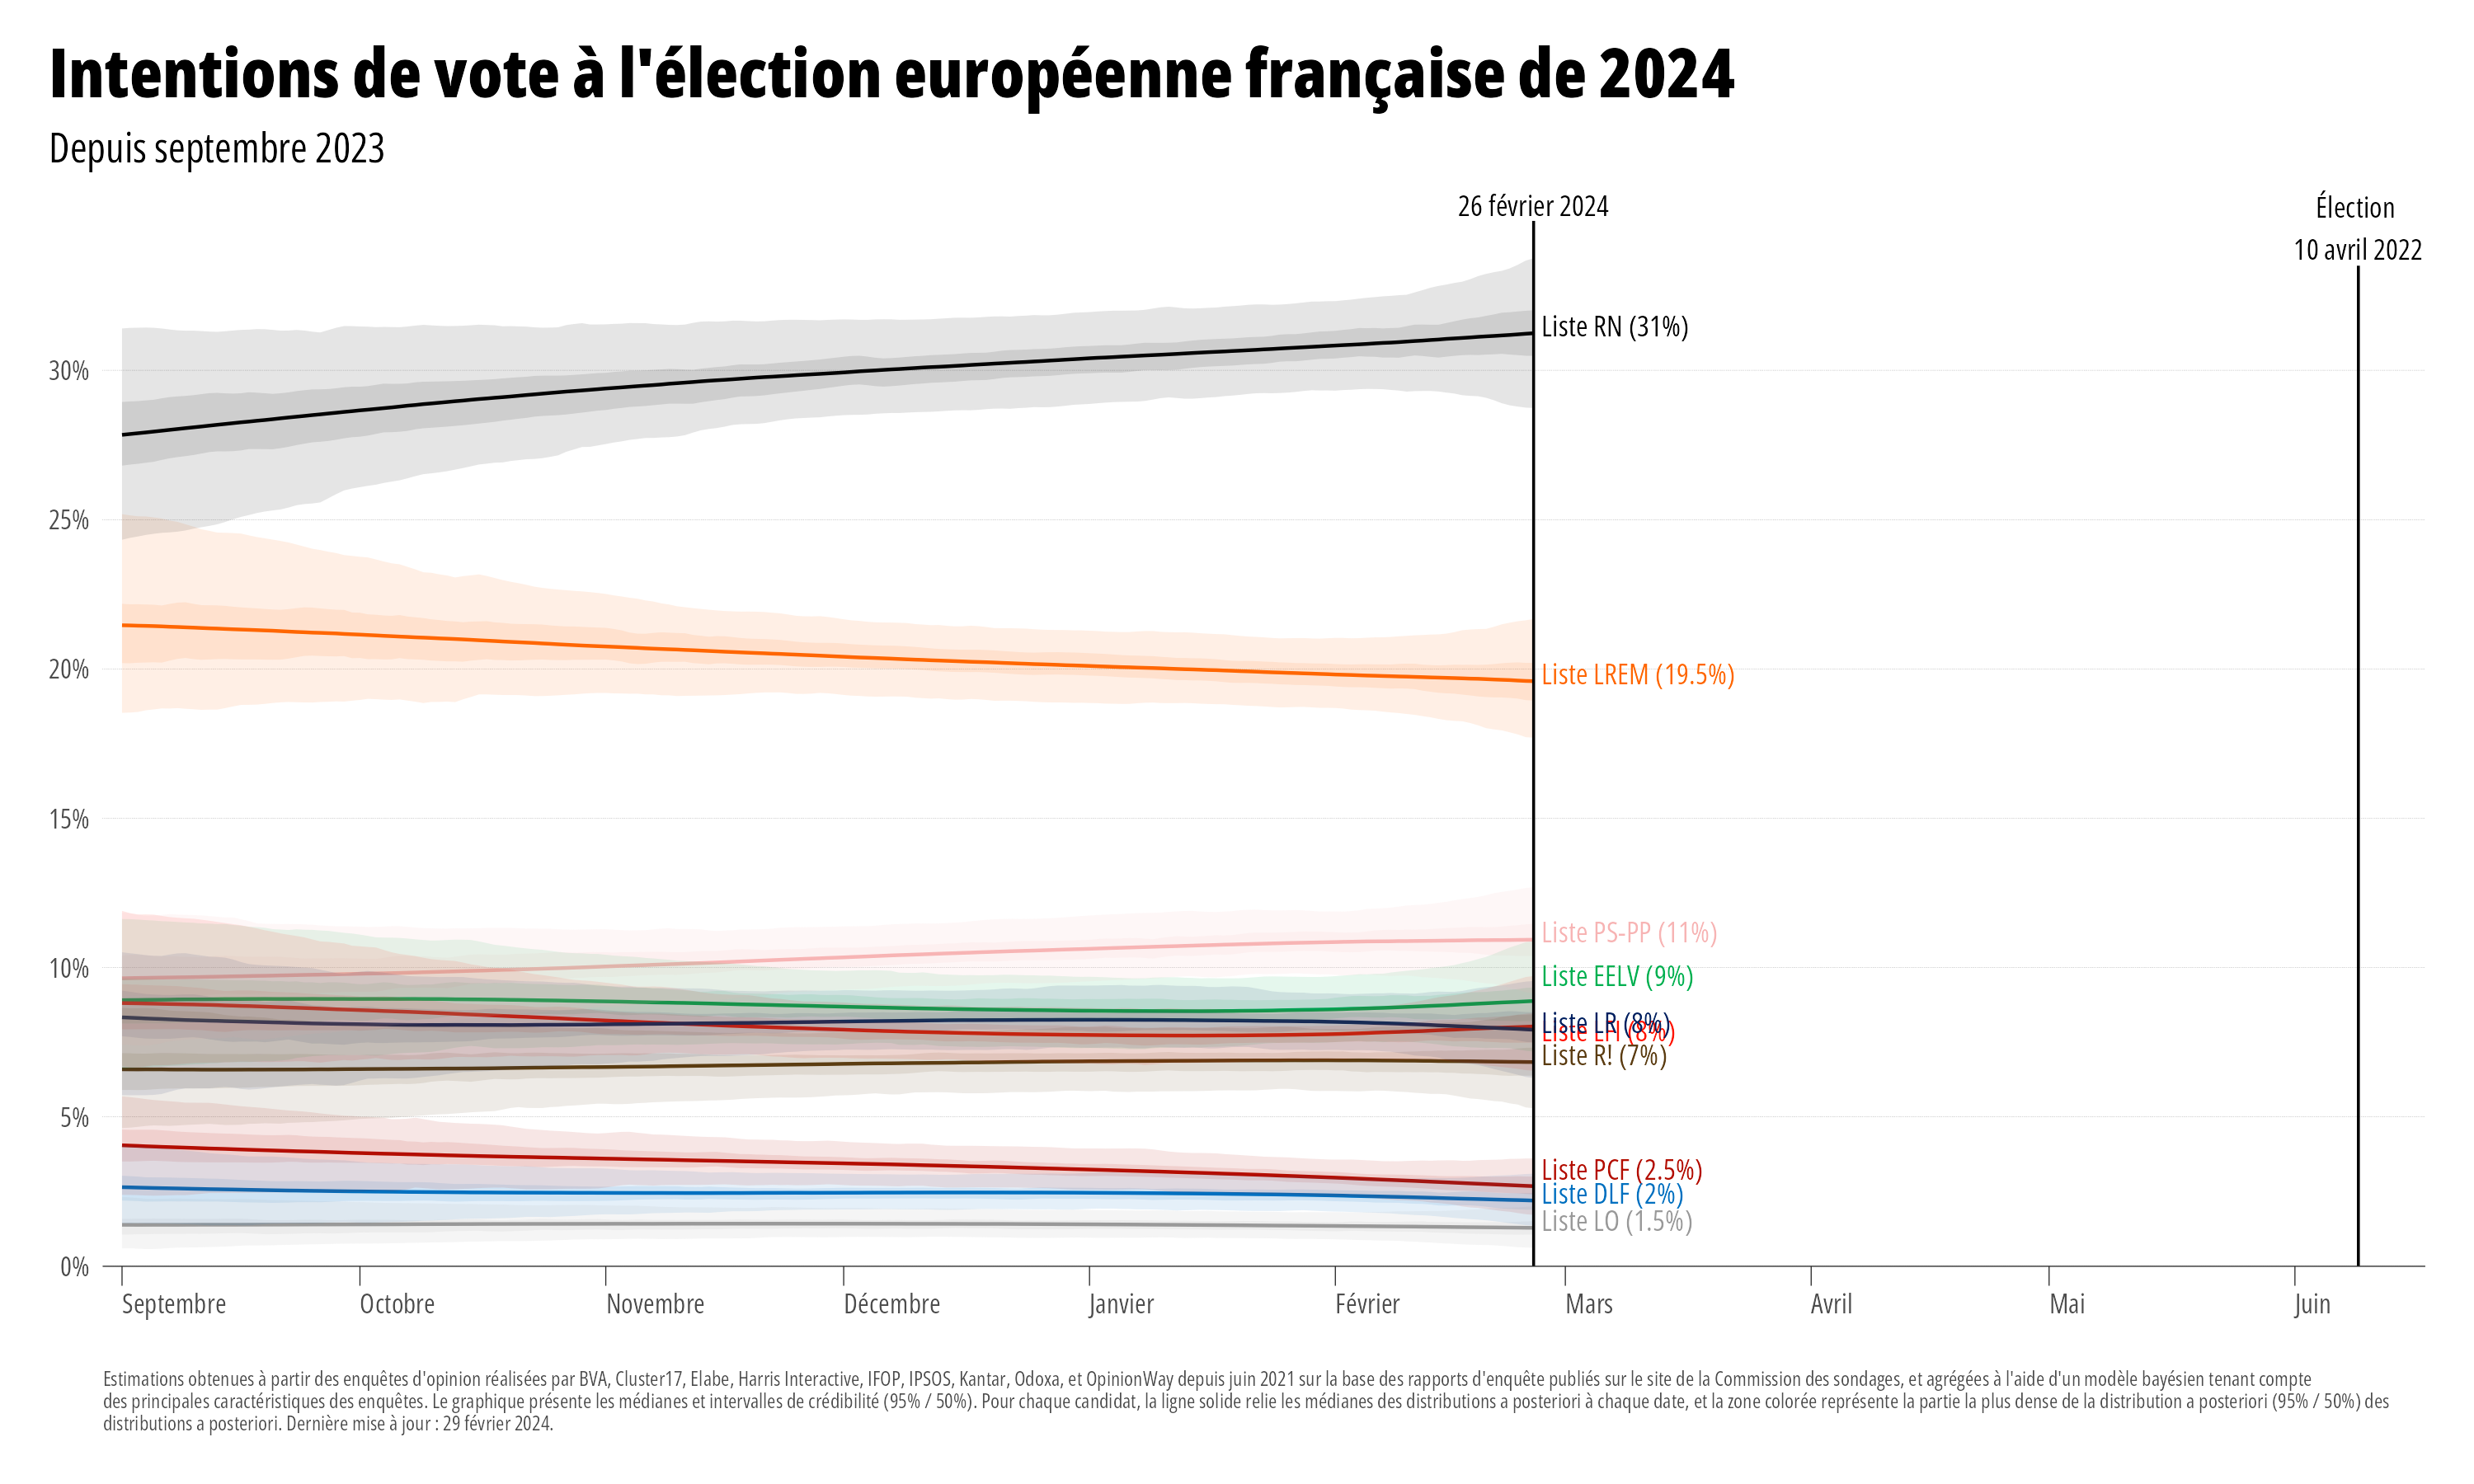 Intentions de vote à l'élection européenne française de 2024
Depuis septembre 2023
26 février 2024
Élection
10 avril 2022
Liste RN (31%)
30%
25%
20%
Liste LREM (19.5%)
15%
Liste PS-PP (11%)
10%
Liste EELV (9%)
Liste LR (8%)
Liste LFI (8%)
Liste R! (7%)
5%
Liste PCF (2.5%)
Liste DLF (2%)
Liste LO (1.5%)
0%
Septembre Octobre Novembre Décembre Janvier Février Mars Avril Mai Juin
Estimations obtenues à partir des enquêtes d'opinion réalisées par BVA, Cluster17, Elabe, Harris Interactive, IFOP, IPSOS, Kantar, Odoxa, et OpinionWay depuis juin 2021 sur la base des rapports d'enquête publiés sur le site de la Commission des sondages, et agrégées à l'aide d'un modèle bayésien tenant compte
des principales caractéristiques des enquêtes. Le graphique présente les médianes et intervalles de crédibilité (95% / 50%). Pour chaque candidat, la ligne solide relie les médianes des distributions a posteriori à chaque date, et la zone colorée représente la partie la plus dense de la distribution a posteriori (95% / 50%) des
distributions a posteriori. Dernière mise à jour : 29 février 2024.